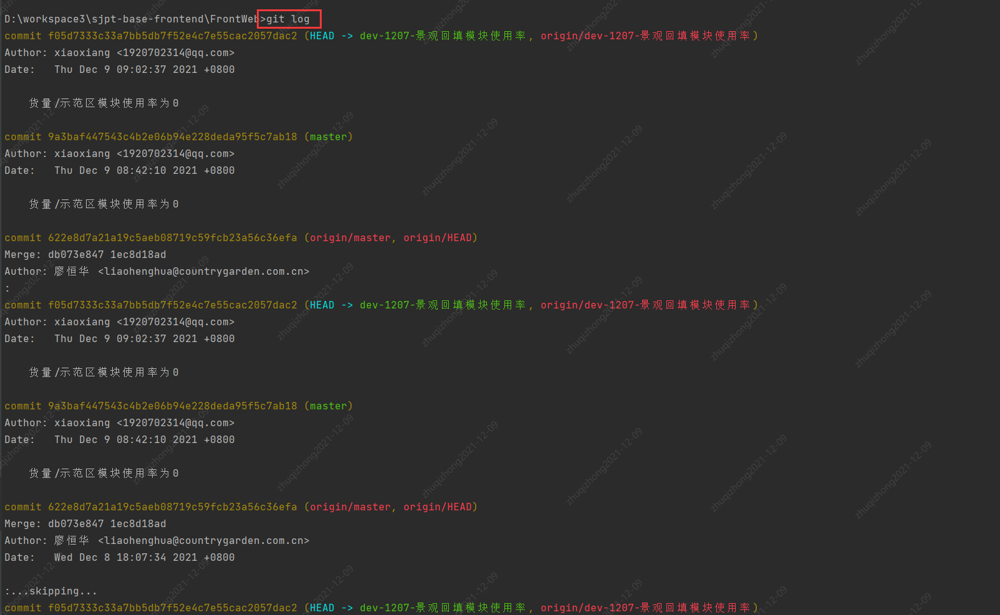 D:\workspace3\sjpt-base-frontend\FrontWeb>git log
commit f05d7333c33a7bb5db7f52e4c7e55cac2057dac2 (HEAD -> dev-1207-景观回填模块使用率, origin/dev-1207-景观回填模块使用率)
Author: xiaoxiang <1920702314@qq.com>
Date:   Thu Dec 9 09:02:37 2021 +0800
货量/示范区模块使用率为0
commit 9a3baf447543c4b2e06b94e228deda95f5c7ab18 (master)
Author: xiaoxiang <1920702314@qq.com>
Date:   Thu Dec 9 08:42:10 2021 +0800
货量/示范区模块使用率为0
commit 622e8d7a21a19c5aeb08719c59fcb23a56c36efa (origin/master, origin/HEAD)
Merge: db073e847 1ec8d18ad
Author: 廖恒华 <liaohenghua@countrygarden.com.cn>
:
commit f05d7333c33a7bb5db7f52e4c7e55cac2057dac2 (HEAD -> dev-1207-景观回填模块使用率, origin/dev-1207-景观回填模块使用率)
Author: xiaoxiang <1920702314@qq.com>
Date:   Thu Dec 9 09:02:37 2021 +0800
货量/示范区模块使用率为0
commit 9a3baf447543c4b2e06b94e228deda95f5c7ab18 (master)
Author: xiaoxiang <1920702314@qq.com>
Date:   Thu Dec 9 08:42:10 2021 +0800
货量/示范区模块使用率为0
commit 622e8d7a21a19c5aeb08719c59fcb23a56c36efa (origin/master, origin/HEAD)
Merge: db073e847 1ec8d18ad
Author: 廖恒华 <liaohenghua@countrygarden.com.cn>
Date:   Wed Dec 8 18:07:34 2021 +0800
:...skipping...
commit f05d7333c33a7bb5db7f52e4c7e55cac2057dac2 (HEAD -> dev-1207-景观回填模块使用率, origin/dev-1207-景观回填模块使用率)
zhuqizhong2021-12-09